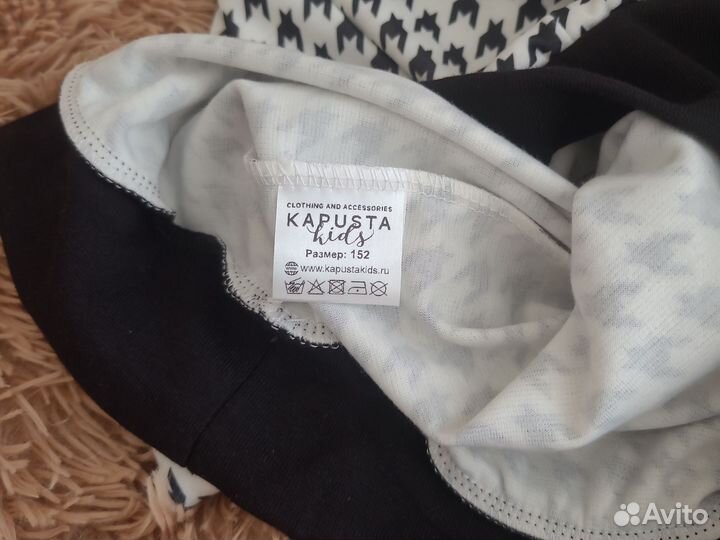 CLOTHING AND ACCESSORIES
KAPUSTA
kids
Размер: 152
www.kapustakids.ru
Avito